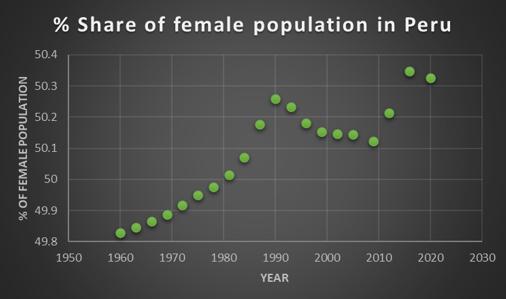 % Share of female population in Peru
50.4
50.3
50.2
50.1
50
49.9
49.8
% OF FEMALE POPULATION
1950 1960 1970 1980 1990 2000 2010 2020 2030
YEAR